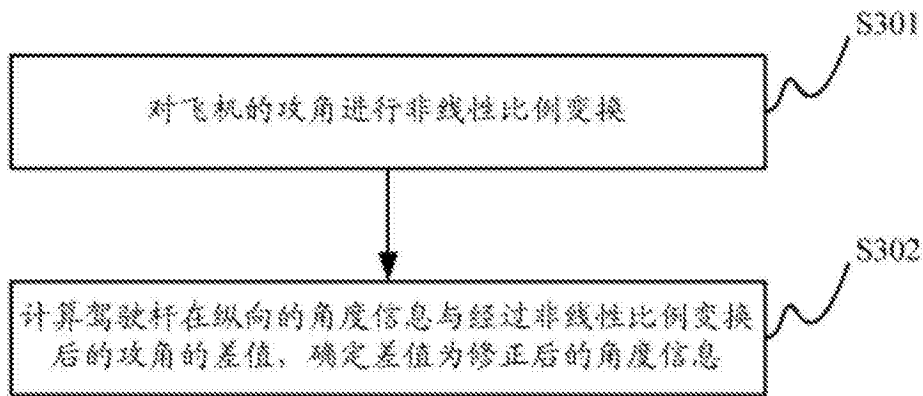 S301
对飞机的攻角进行非线性比例变换
S302
计算驾驶杆在纵向的角度信息与经过非线性比例变换
后的攻角的差值，确定差值为修正后的角度信息